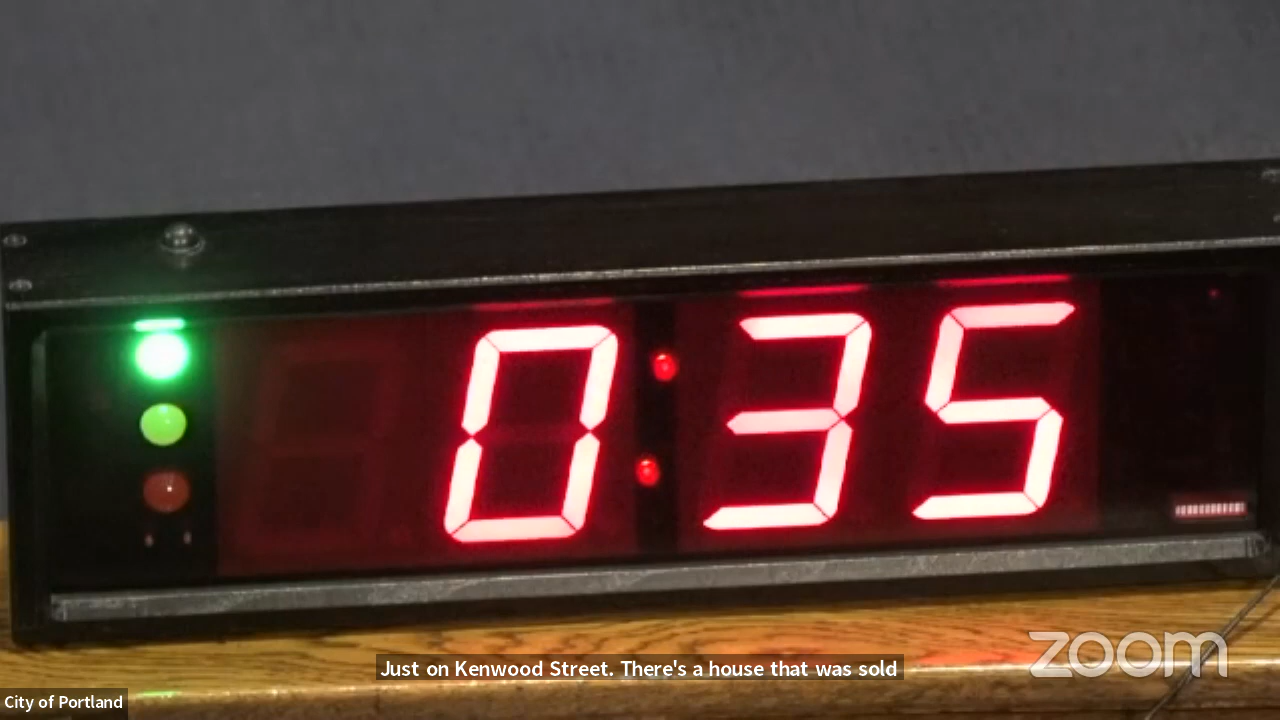 0:35
zoom
Just on Kenwood Street. There's a house that was sold
City of Portland